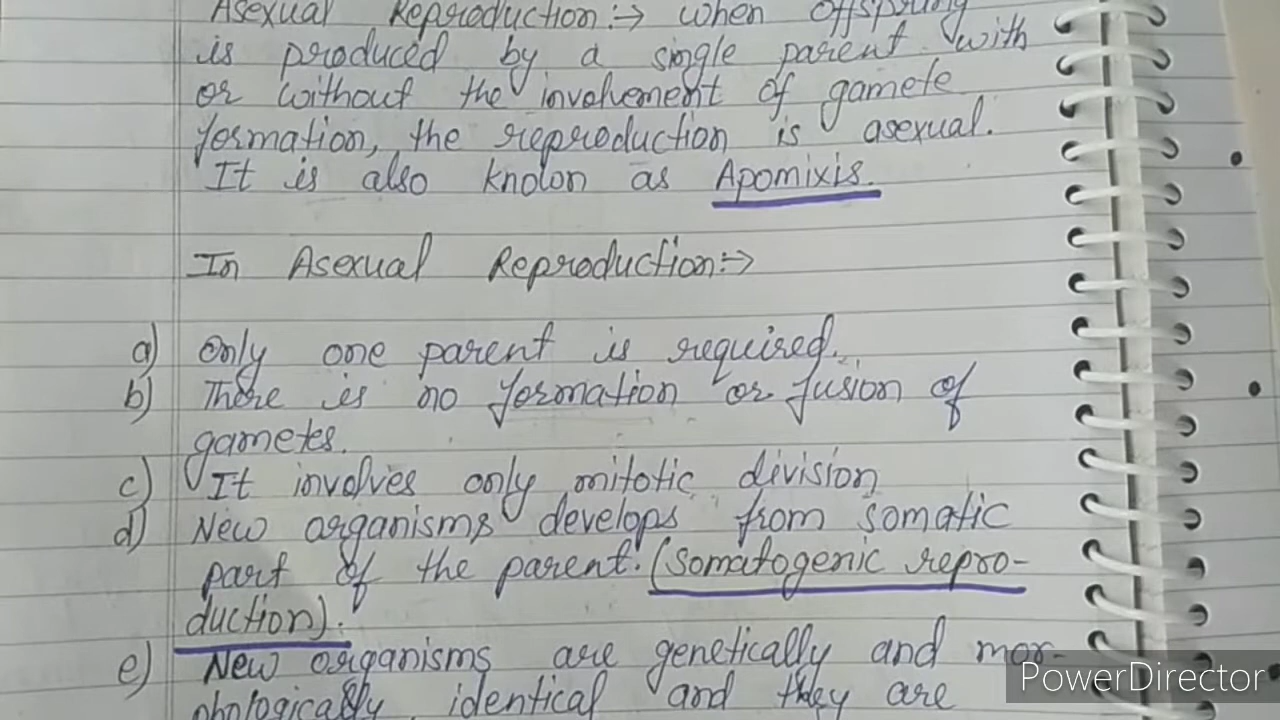 Asexual Reproduction:→ When offspring
is produced by a single parent with
or without the involvement of gamete
formation, the reproduction is asexual.
It is also known as Apomixis.
In Asexual Reproduction:→
a) Only one parent is required.
b) There is no formation or fusion of
gametes.
c) It involves only mitotic division
d) New organisms develops from somatic
part of the parent. (somatogenic repro-
duction).
e) New organisms are genetically and mor-
phologically identical and they are
PowerDirector